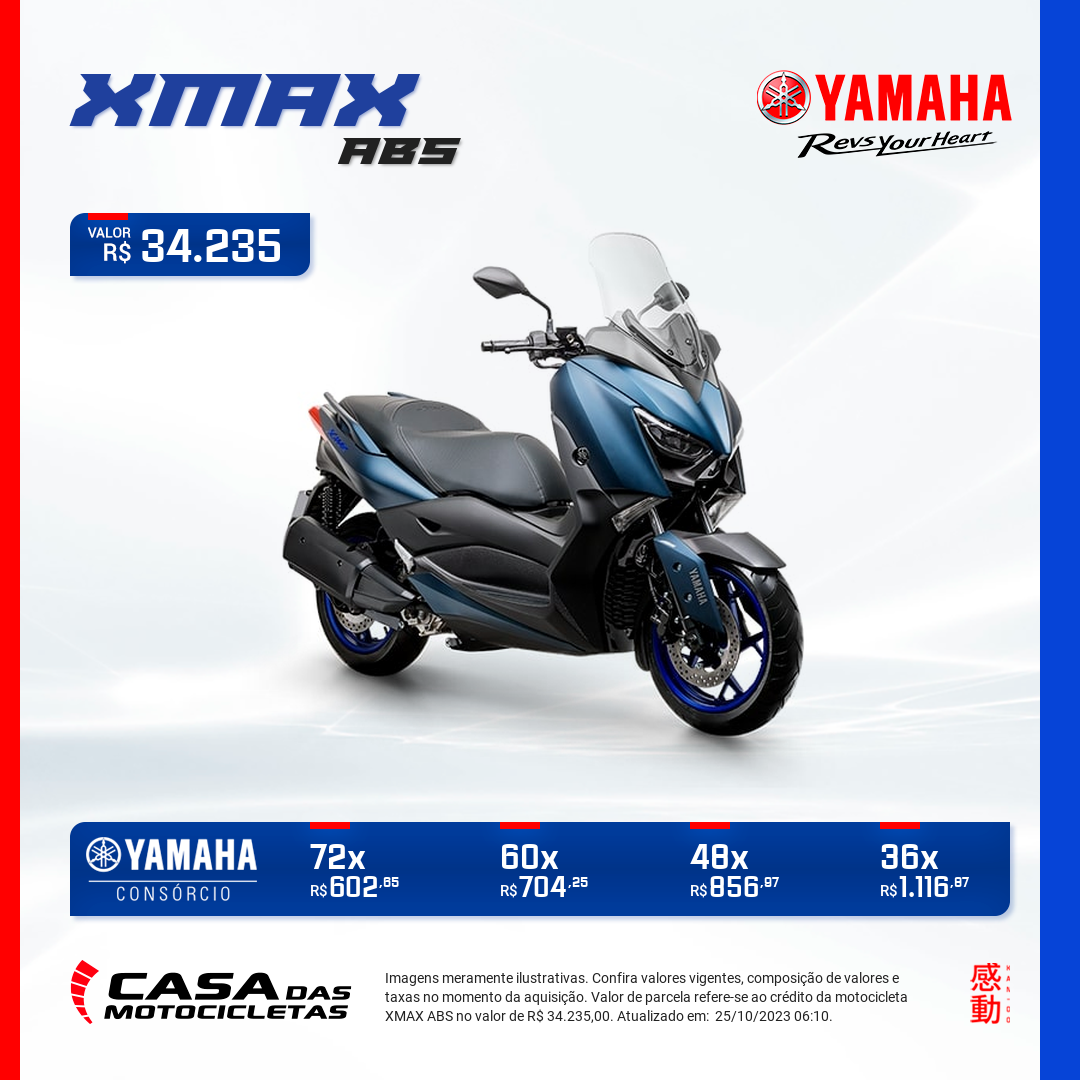 XMAX
ABS
YAMAHA
Revs Your Heart
VALOR
R$ 34.235
XMAX
YAMAHA
YAMAHA
CONSÓRCIO
72x
R$ 602,65
60x
R$ 704,25
48x
R$ 856,97
36x
R$ 1.116,87
CASA DAS
MOTOCICLETAS
Imagens meramente ilustrativas. Confira valores vigentes, composição de valores e
taxas no momento da aquisição. Valor de parcela refere-se ao crédito da motocicleta
XMAX ABS no valor de R$ 34.235,00. Atualizado em: 25/10/2023 06:10.
感動